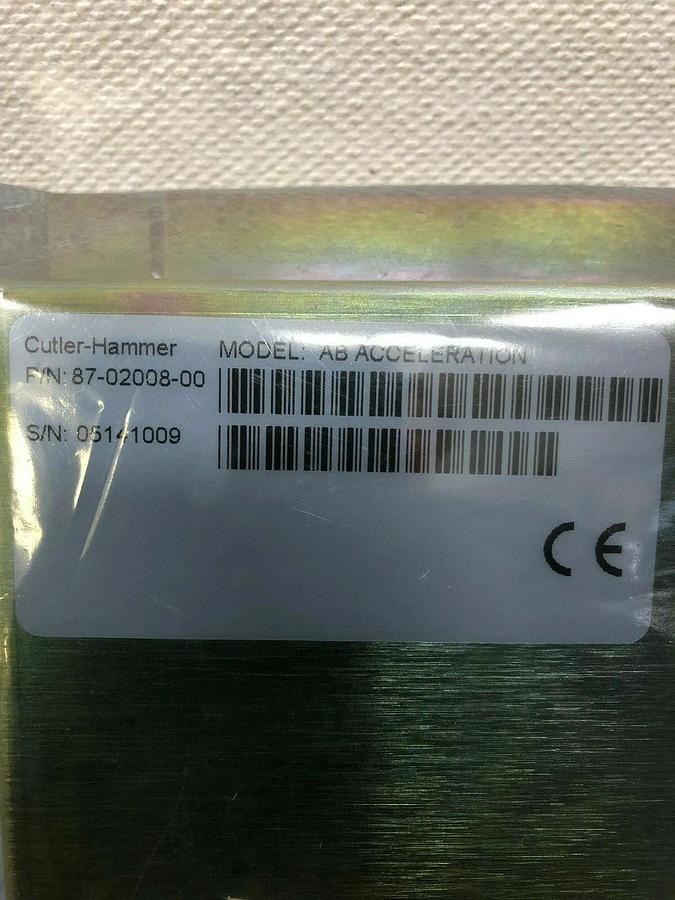 Cutler-Hammer
MODEL: AB ACCELERATION
P/N: 87-02008-00
S/N: 05141009
CE